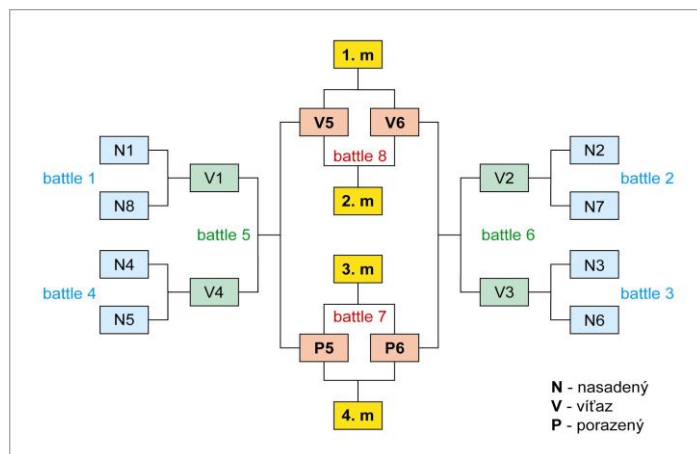 1. m
V5
V6
battle 8
2. m
N1
battle 1
V1
N8
battle 5
N4
battle 4
V4
N5
N2
V2
battle 2
N7
battle 6
N3
V3
battle 3
N6
3. m
battle 7
P5
P6
4. m
N - nasadený
V - víťaz
P - porazený